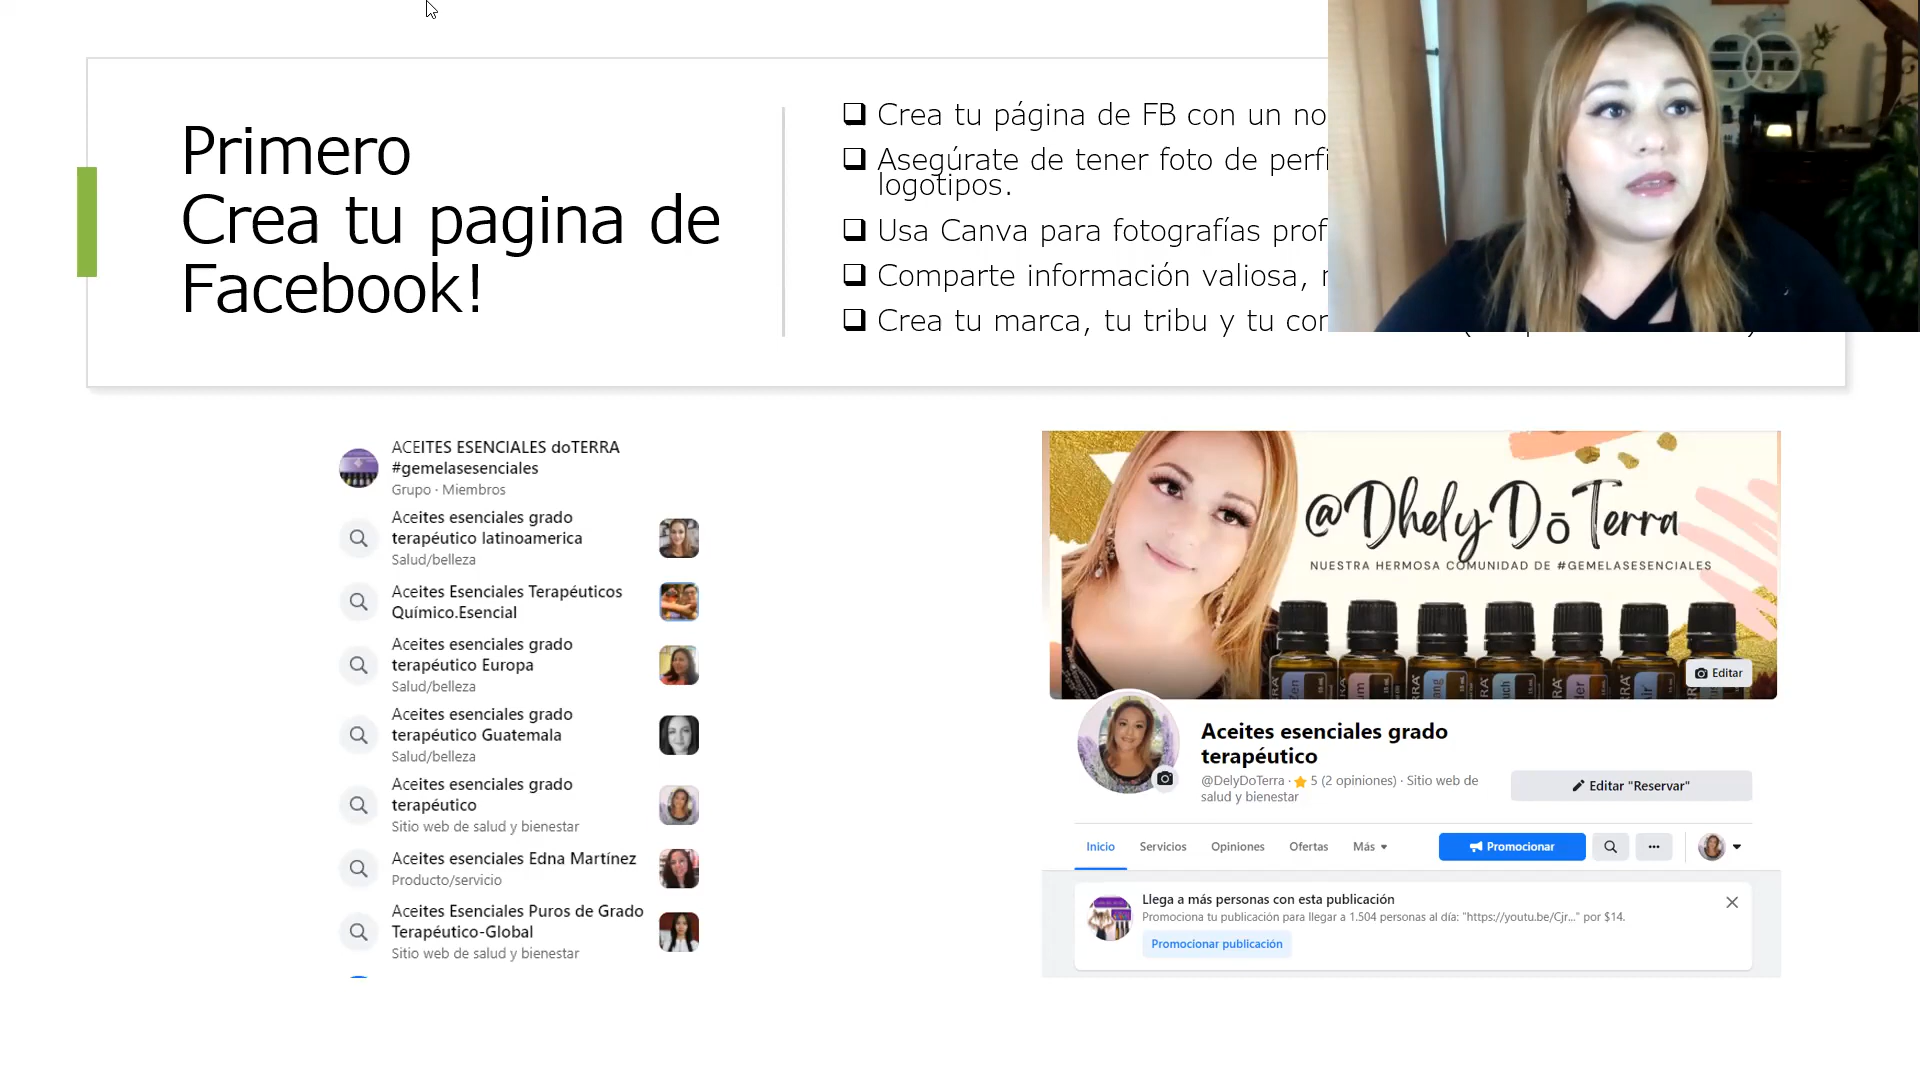 Primero
Crea tu pagina de
Facebook!
Crea tu página de FB con un
Asegúrate de tener foto de
logotipos.
Usa Canva para fotografías
Comparte información valiosa,
Crea tu marca, tu tribu y tu
ACEITES ESENCIALES doTERRA
#gemelasesenciales
Grupo · Miembros
Aceites esenciales grado
terapéutico latinoamerica
Salud/belleza
Aceites Esenciales Terapéuticos
Químico.Esencial
Aceites esenciales grado
terapéutico Europa
Salud/belleza
Aceites esenciales grado
terapéutico Guatemala
Salud/belleza
Aceites esenciales grado
terapéutico
Sitio web de salud y bienestar
Aceites esenciales Edna Martínez
Producto/servicio
Aceites Esenciales Puros de Grado
Terapéutico-Global
Sitio web de salud y bienestar
@DhelyDōTerra
NUESTRA HERMOSA COMUNIDAD DE #GEMELASESENCIALES
Editar
Aceites esenciales grado
terapéutico
@DelyDoTerra · 5 (2 opiniones) · Sitio web de
salud y bienestar
Editar "Reservar"
Inicio Servicios Opiniones Ofertas Más
Promocionar
Llega a más personas con esta publicación
Promociona tu publicación para llegar a 1.504 personas al día: "https://youtu.be/Cjr..." por $14.
Promocionar publicación